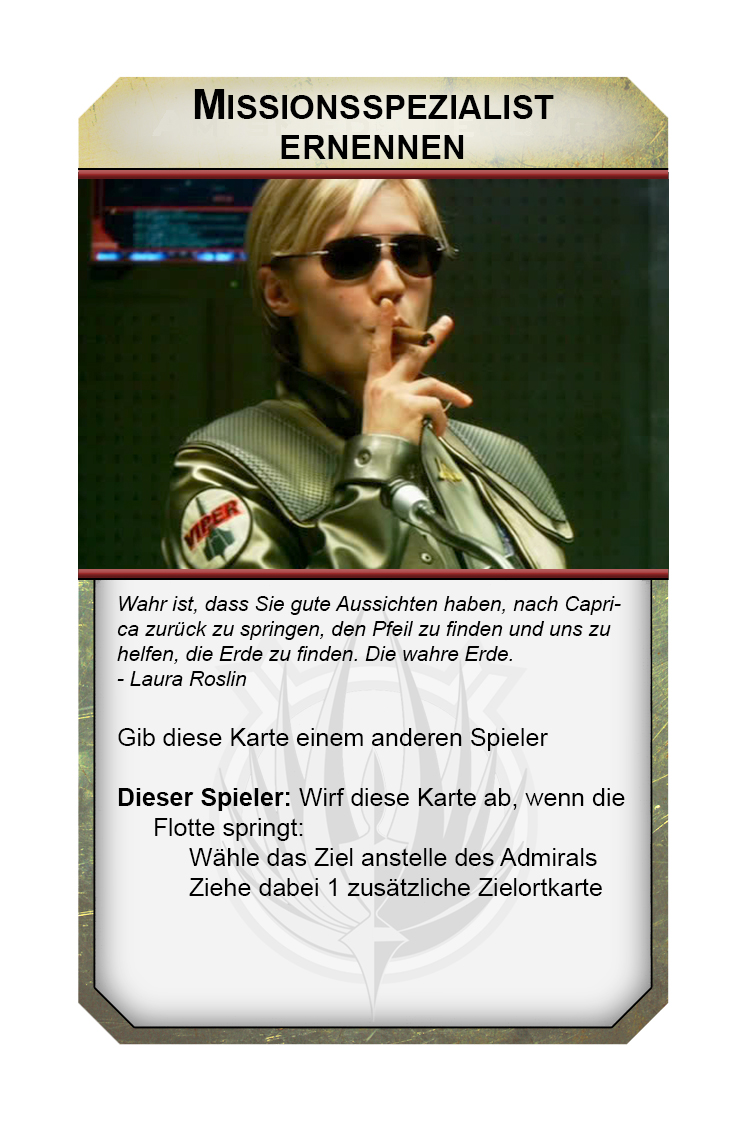 MISSIONSSPEZIALIST
ERNENNEN
VIPER
Wahr ist, dass Sie gute Aussichten haben, nach Capri-
ca zurück zu springen, den Pfeil zu finden und uns zu
helfen, die Erde zu finden. Die wahre Erde.
- Laura Roslin
Gib diese Karte einem anderen Spieler
Dieser Spieler: Wirf diese Karte ab, wenn die
Flotte springt:
Wähle das Ziel anstelle des Admirals
Ziehe dabei 1 zusätzliche Zielortkarte